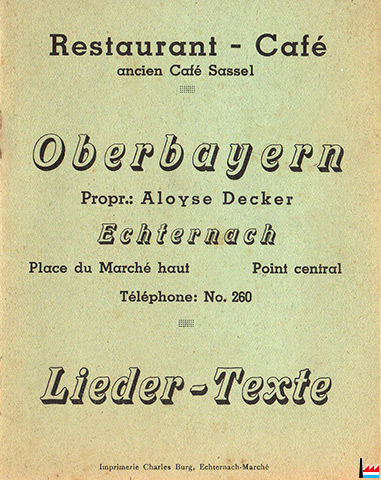 Restaurant - Café
ancien Café Sassel
Oberbayern
Propr.: Aloyse Decker
Echternach
Place du Marché haut Point central
Téléphone: No. 260
Lieder-Texte
Imprimerie Charles Burg, Echternach-Marché